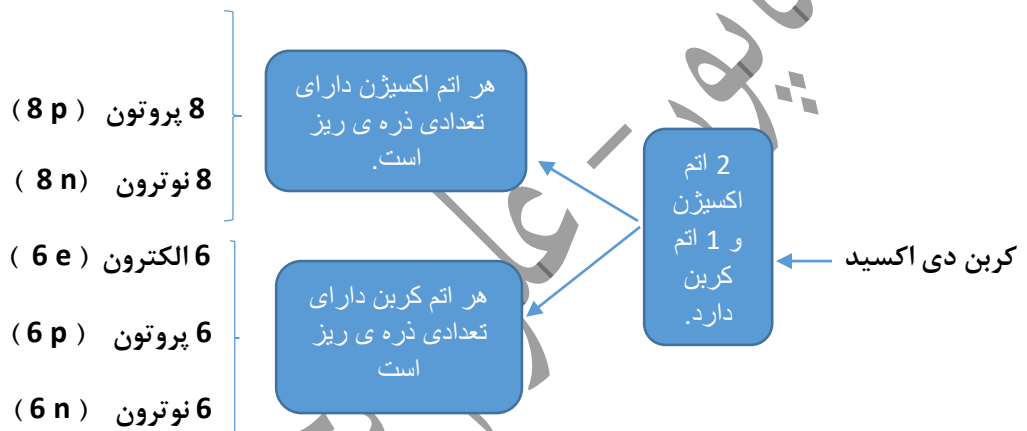 کربن دی اکسید
2 اتم
اکسیژن
و 1 اتم
کربن
دارد.
هر اتم اکسیژن دارای
تعدادی ذره ی ریز
است.
8 پروتون ( 8 p )
8 نوترون ( 8 n )
هر اتم کربن دارای
تعدادی ذره ی ریز
است
6 الکترون ( 6 e )
6 پروتون ( 6 p )
6 نوترون ( 6 n )